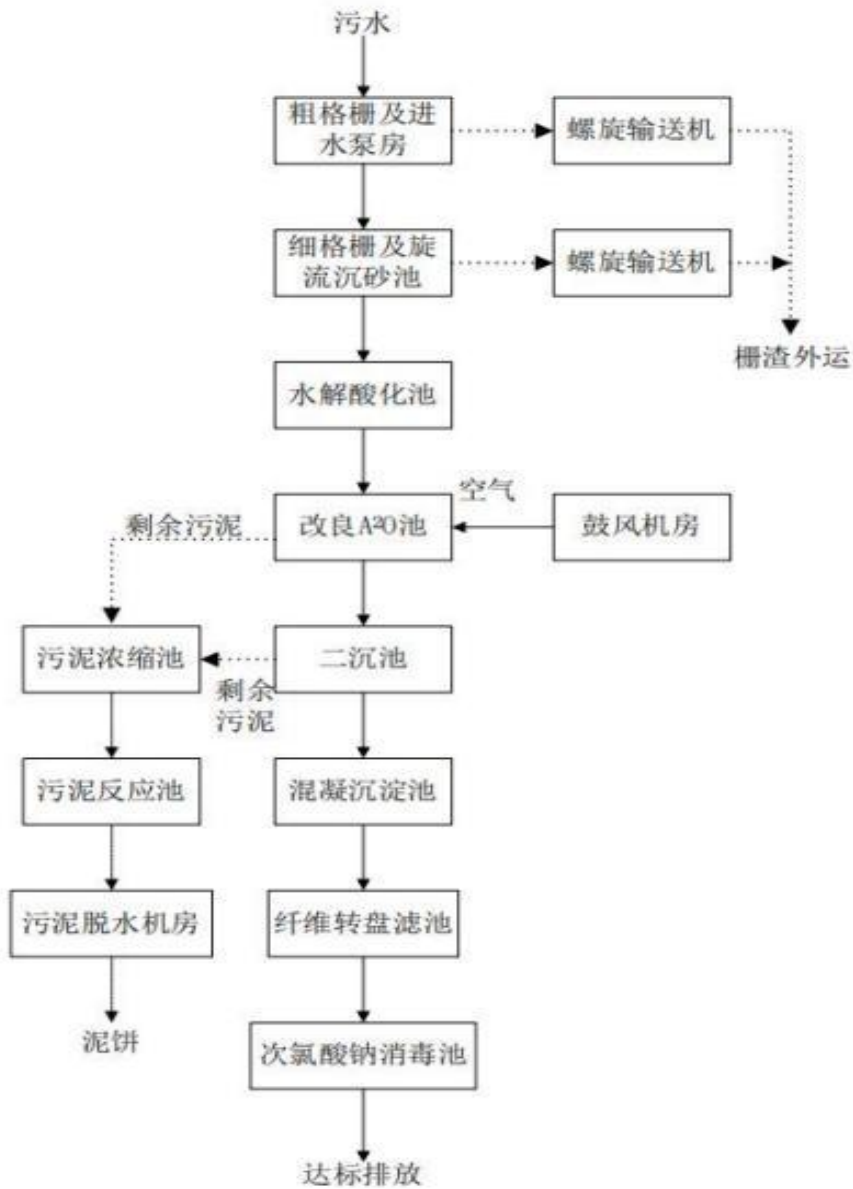 污水
粗格栅及进
水泵房
螺旋输送机
细格栅及旋
流沉砂池
螺旋输送机
栅渣外运
水解酸化池
空气
剩余污泥
改良A²O池
鼓风机房
污泥浓缩池
二沉池
剩余
污泥
污泥反应池
混凝沉淀池
污泥脱水机房
纤维转盘滤池
泥饼
次氯酸钠消毒池
达标排放